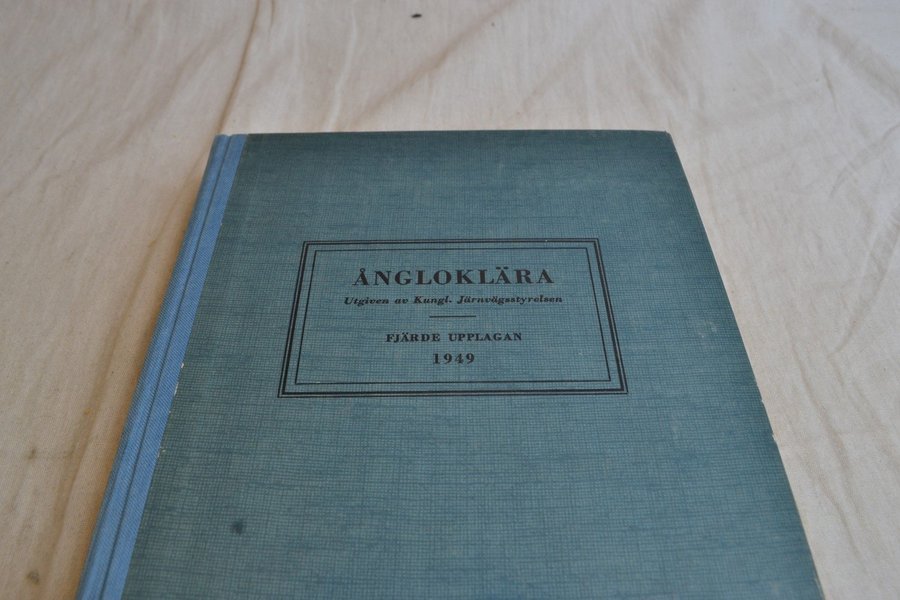 ÅNGLOKLÄRA
Utgiven av Kungl. Järnvägsstyrelsen
FJÄRDE UPPLAGAN
1949